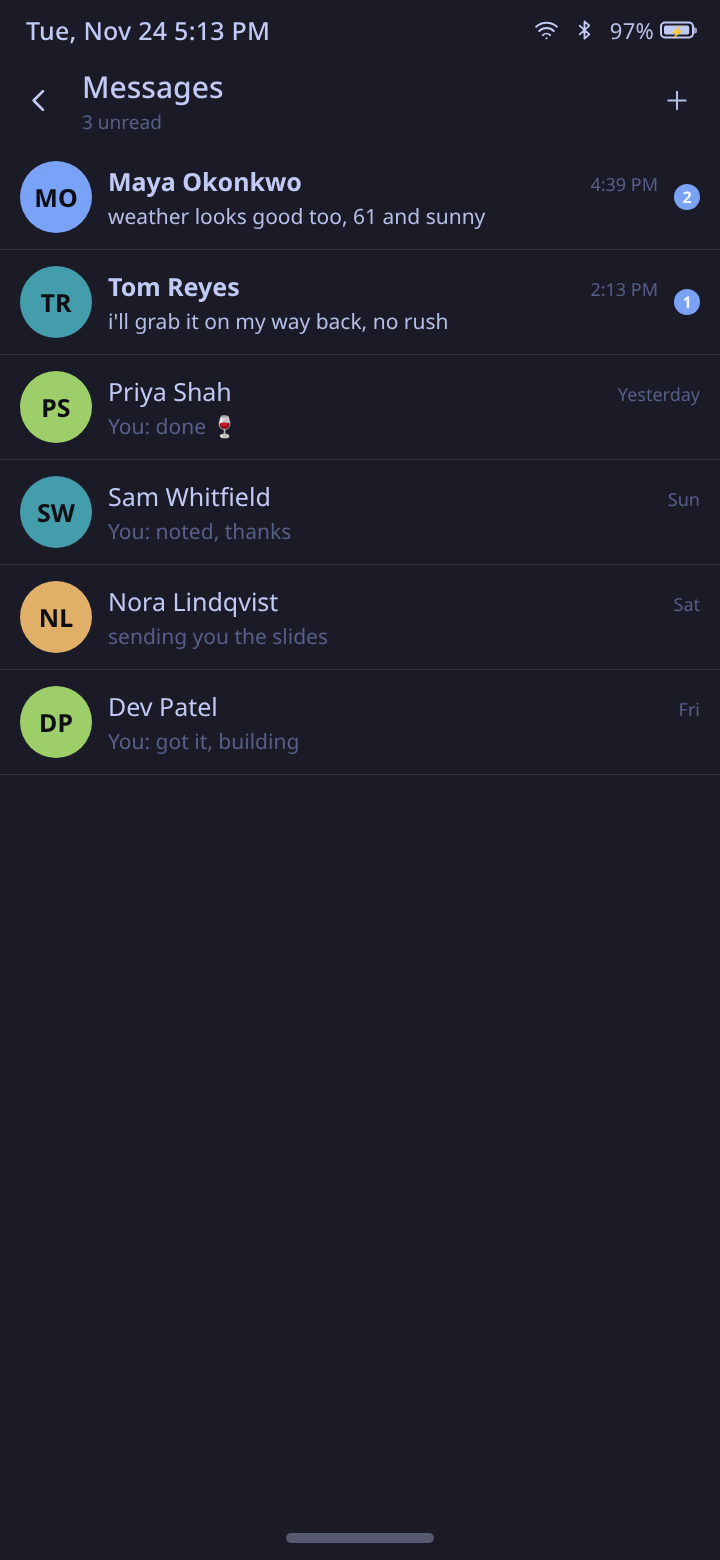 Tue, Nov 24 5:13 PM 97%
Messages
3 unread
MO Maya Okonkwo 4:39 PM 2
weather looks good too, 61 and sunny
TR Tom Reyes 2:13 PM 1
i'll grab it on my way back, no rush
PS Priya Shah Yesterday
You: done 🍷
SW Sam Whitfield Sun
You: noted, thanks
NL Nora Lindqvist Sat
sending you the slides
DP Dev Patel Fri
You: got it, building